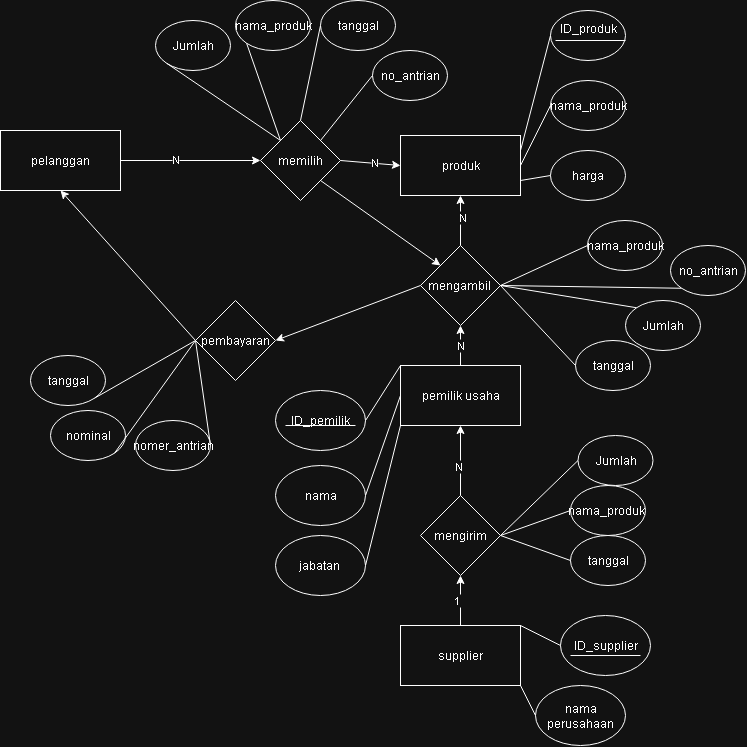 nama_produk
tanggal
ID_produk
Jumlah
no_antrian
nama_produk
pelanggan
N
memilih
N
produk
harga
N
nama_produk
no_antrian
mengambil
Jumlah
pembayaran
N
tanggal
tanggal
pemilik usaha
ID_pemilik
nominal
nomer_antrian
Jumlah
N
nama
nama_produk
mengirim
tanggal
jabatan
1
supplier
ID_supplier
nama
perusahaan